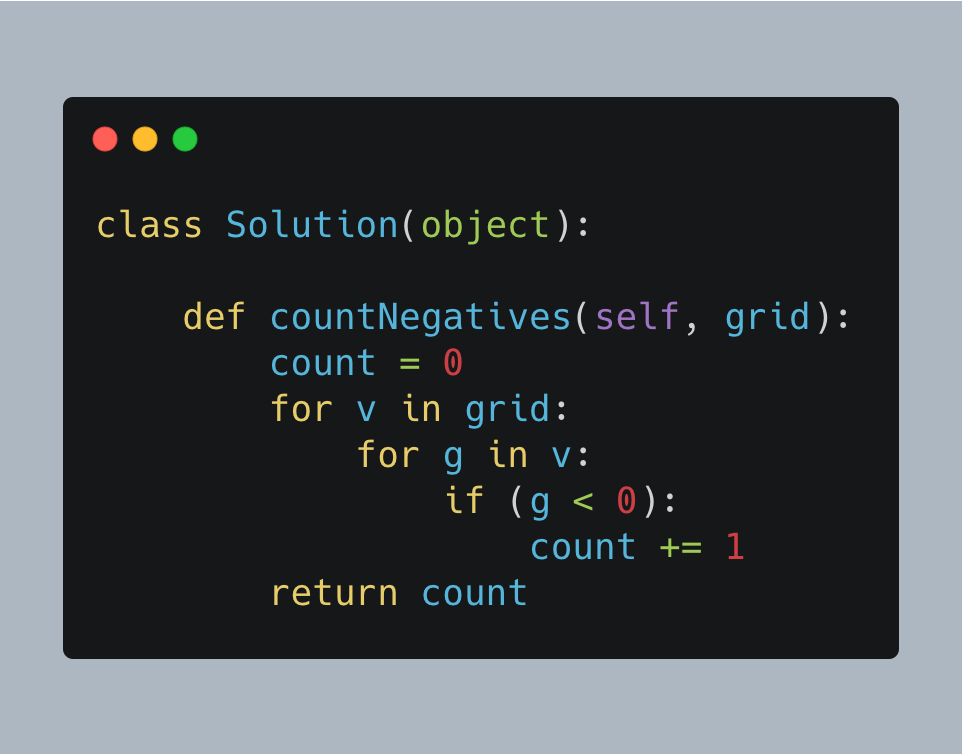 class Solution(object):
    def countNegatives(self, grid):
        count = 0
        for v in grid:
            for g in v:
                if (g < 0):
                    count += 1
        return count